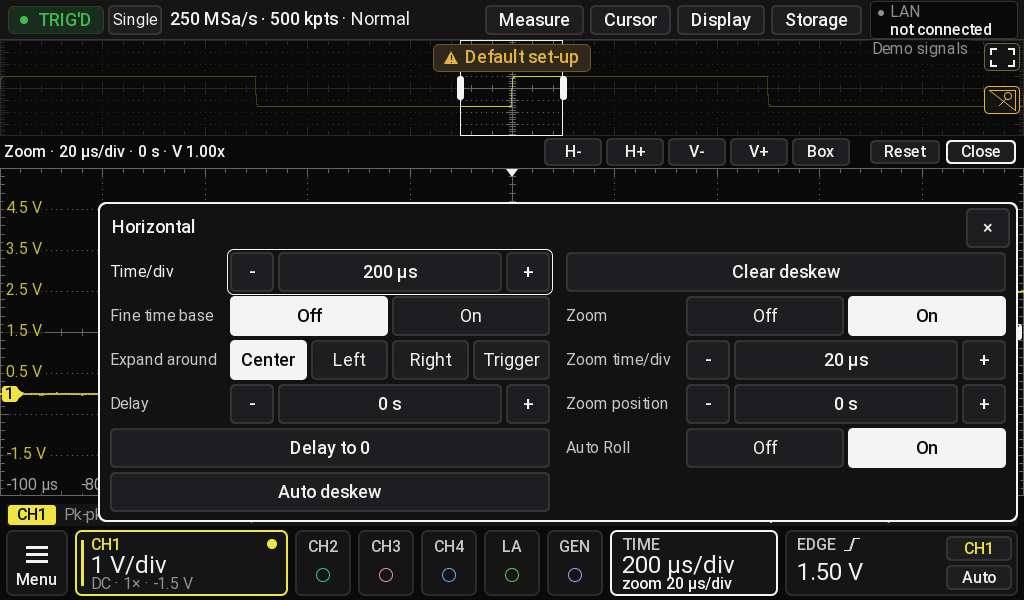 TRIG'D Single 250 MSa/s · 500 kpts · Normal Measure Cursor Display Storage LAN
not connected
Demo signals
Default set-up
Zoom · 20 µs/div · 0 s · V 1.00x H- H+ V- V+ Box Reset Close
4.5 V
3.5 V
2.5 V
1.5 V
0.5 V
1
-1.5 V
-100 µs
Horizontal ×
Time/div - 200 µs + Clear deskew
Fine time base Off On Zoom Off On
Expand around Center Left Right Trigger Zoom time/div - 20 µs +
Delay - 0 s + Zoom position - 0 s +
Delay to 0 Auto Roll Off On
Auto deskew
CH1
Menu
CH1
1 V/div
DC · 1× · -1.5 V
CH2 CH3 CH4 LA GEN
TIME
200 µs/div
zoom 20 µs/div
EDGE CH1
1.50 V Auto